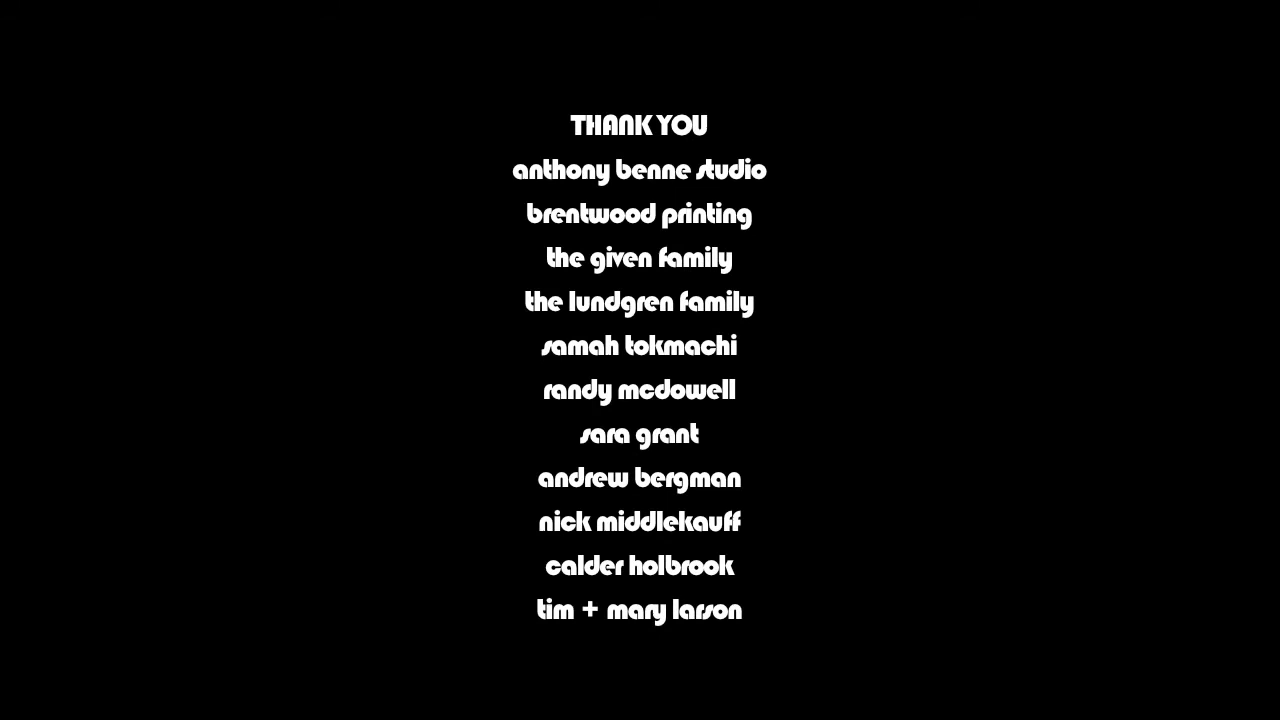 THANK YOU
anthony benne studio
brentwood printing
the given family
the lundgren family
samah tokmachi
randy mcdowell
sara grant
andrew bergman
nick middlekauff
calder holbrook
tim + mary larson